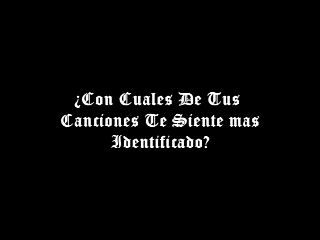 ¿Con Cuales De Tus
Canciones Te Siente mas
Identificado?